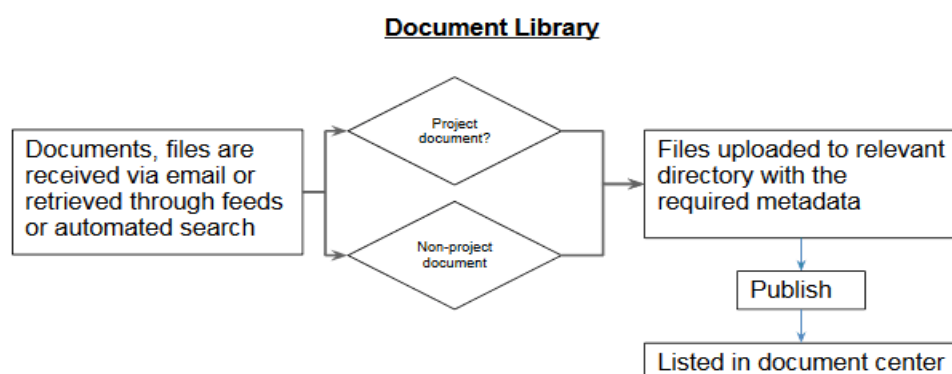 Document Library
Documents, files are
received via email or
retrieved through feeds
or automated search
Project
document?
Non-project
document
Files uploaded to relevant
directory with the
required metadata
Publish
Listed in document center